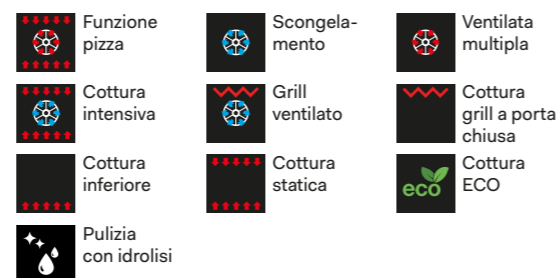 Funzione
pizza
Scongela-
mento
Ventilata
multipla
Cottura
intensiva
Grill
ventilato
Cottura
grill a porta
chiusa
Cottura
inferiore
Cottura
statica
eco
Cottura
ECO
Pulizia
con idrolisi